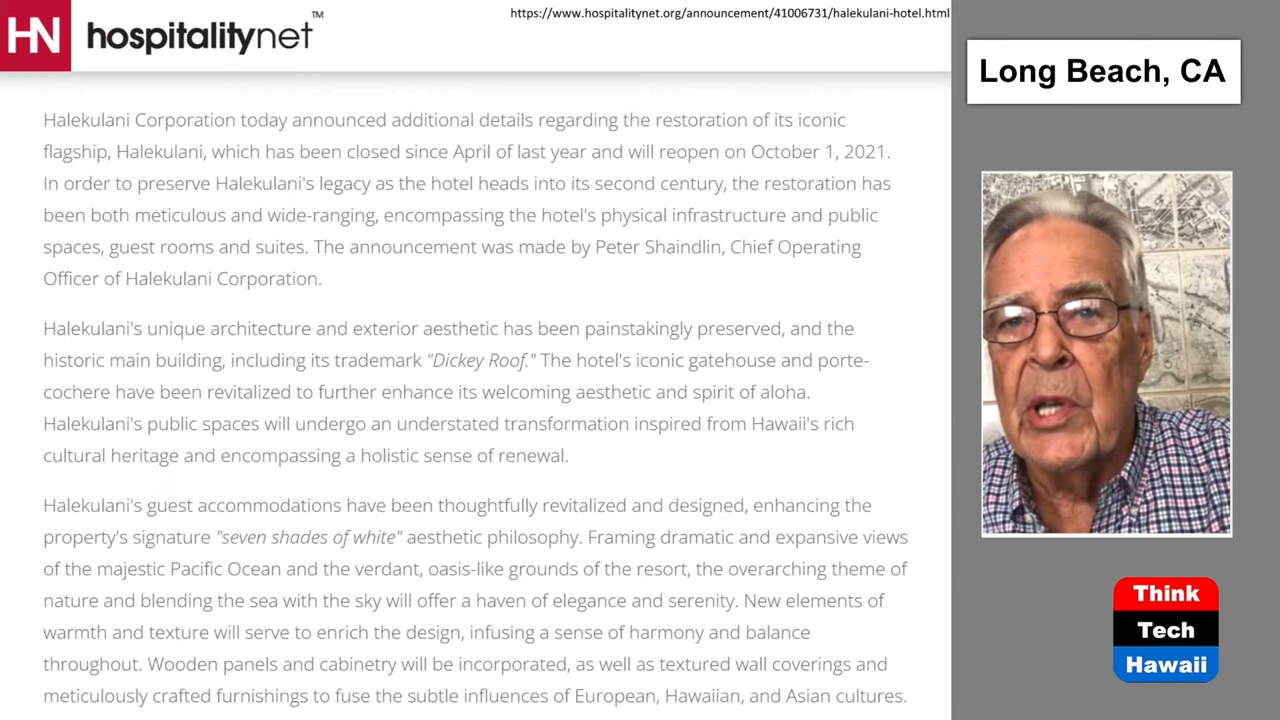 HN hospitalitynet™
https://www.hospitalitynet.org/announcement/41006731/halekulani-hotel.html
Long Beach, CA
Halekulani Corporation today announced additional details regarding the restoration of its iconic
flagship, Halekulani, which has been closed since April of last year and will reopen on October 1, 2021.
In order to preserve Halekulani's legacy as the hotel heads into its second century, the restoration has
been both meticulous and wide-ranging, encompassing the hotel's physical infrastructure and public
spaces, guest rooms and suites. The announcement was made by Peter Shaindlin, Chief Operating
Officer of Halekulani Corporation.
Halekulani's unique architecture and exterior aesthetic has been painstakingly preserved, and the
historic main building, including its trademark "Dickey Roof." The hotel's iconic gatehouse and porte-
cochere have been revitalized to further enhance its welcoming aesthetic and spirit of aloha.
Halekulani's public spaces will undergo an understated transformation inspired from Hawaii's rich
cultural heritage and encompassing a holistic sense of renewal.
Halekulani's guest accommodations have been thoughtfully revitalized and designed, enhancing the
property's signature "seven shades of white" aesthetic philosophy. Framing dramatic and expansive views
of the majestic Pacific Ocean and the verdant, oasis-like grounds of the resort, the overarching theme of
nature and blending the sea with the sky will offer a haven of elegance and serenity. New elements of
warmth and texture will serve to enrich the design, infusing a sense of harmony and balance
throughout. Wooden panels and cabinetry will be incorporated, as well as textured wall coverings and
meticulously crafted furnishings to fuse the subtle influences of European, Hawaiian, and Asian cultures.
Think
Tech
Hawaii